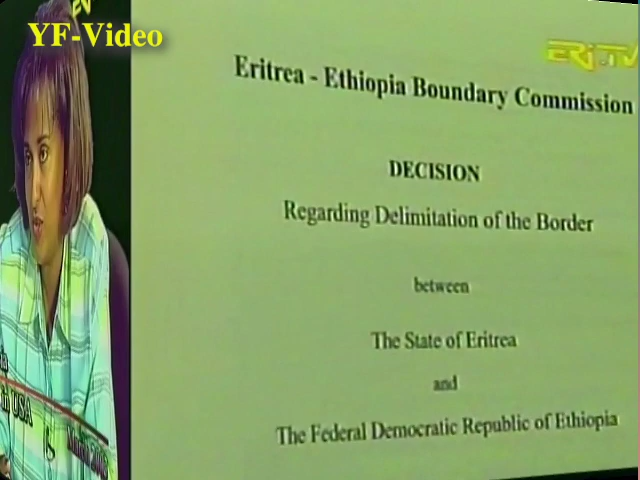 YF-Video
ERi.TV
Eritrea - Ethiopia Boundary Commission
DECISION
Regarding Delimitation of the Border
between
The State of Eritrea
and
The Federal Democratic Republic of Ethiopia
USA